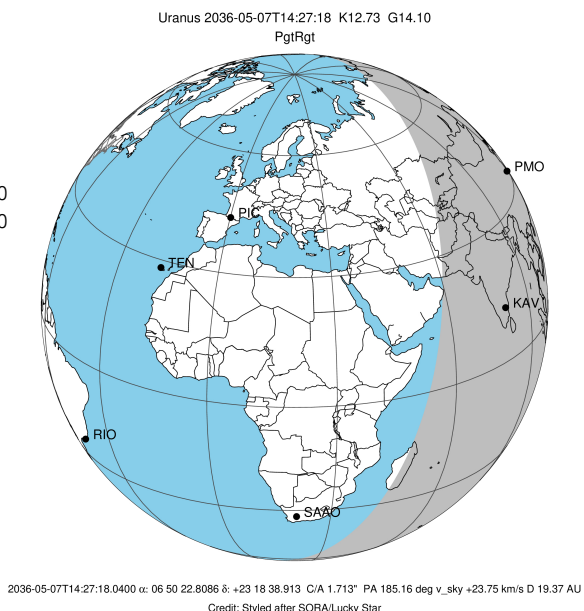 Uranus 2036-05-07T14:27:18 K12.73 G14.10
PgtRgt
PMO
0
0
PIC
TEN
KAV
RIO
SAAO
2036-05-07T14:27:18.0400 α: 06 50 22.8086 δ: +23 18 38.913 C/A 1.713" PA 185.16 deg v_sky +23.75 km/s D 19.37 AU
Credit: Styled after SORA/Lucky Star